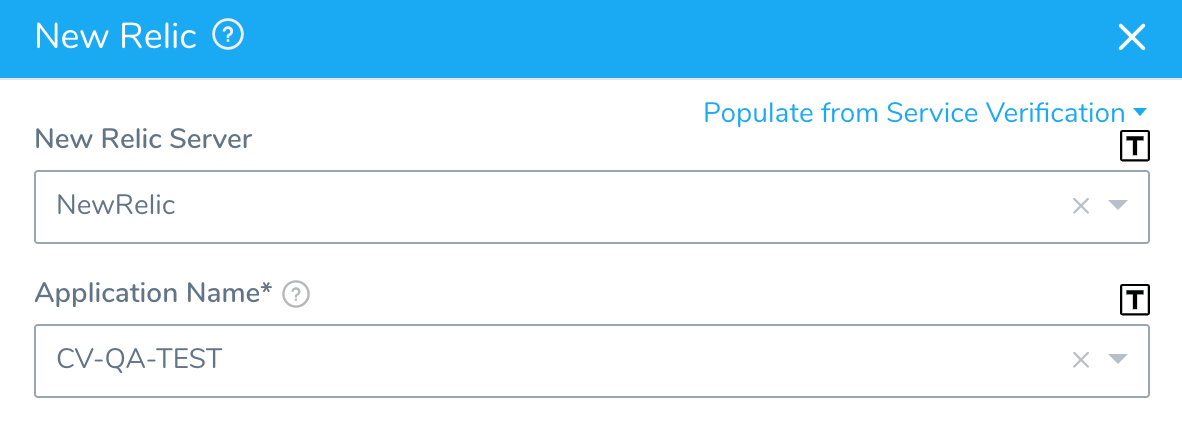 New Relic ?
Populate from Service Verification
New Relic Server
T
NewRelic
Application Name* ?
T
CV-QA-TEST